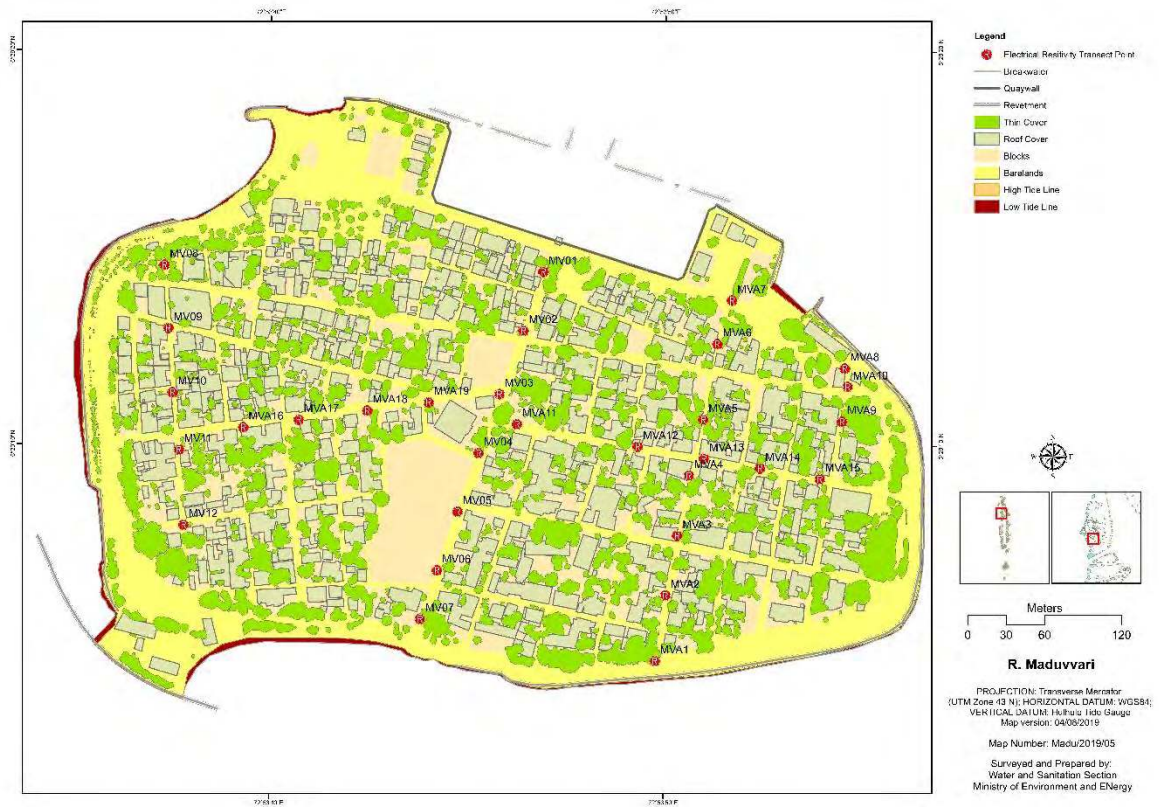 Legend
Electrical Resitivity Transect Point
Breakwater
Quaywall
Revetment
Thin Cover
Roof Cover
Blocks
Barelands
High Tide Line
Low Tide Line
MV08
MV01
MVA7
MV09
MV02
MVA6
MVA8
MVA10
MV10
MVA19
MV03
MVA18
MVA17
MVA16
MVA11
MVA5
MVA9
MV11
MV04
MVA12
MVA13
MVA4
MVA14
MVA15
MV12
MV05
MVA3
MV06
MVA2
MV07
MVA1
Meters
0 30 60 120
R. Maduvvari
PROJECTION: Transverse Mercator
(UTM Zone 43 N); HORIZONTAL DATUM: WGS84;
VERTICAL DATUM: Hulhule Tide Gauge
Map version: 04/08/2019
Map Number: Madu/2019/05
Surveyed and Prepared by:
Water and Sanitation Section
Ministry of Environment and ENergy